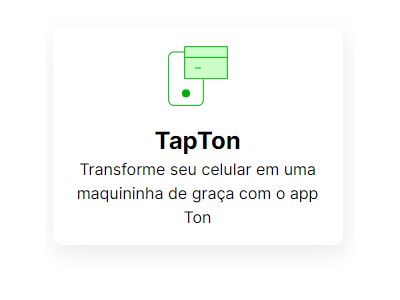 TapTon
Transforme seu celular em uma
maquininha de graça com o app
Ton